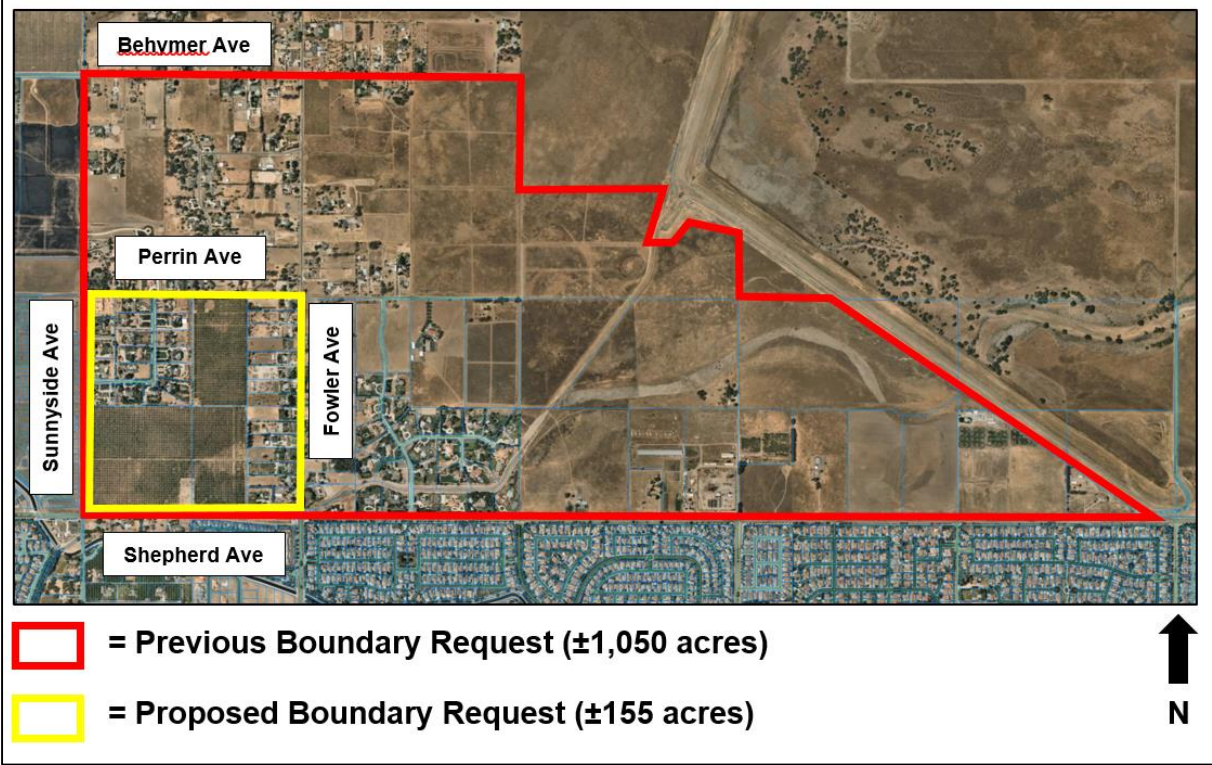 Behymer Ave
Perrin Ave
Sunnyside Ave
Fowler Ave
Shepherd Ave
= Previous Boundary Request (±1,050 acres)
= Proposed Boundary Request (±155 acres)
N